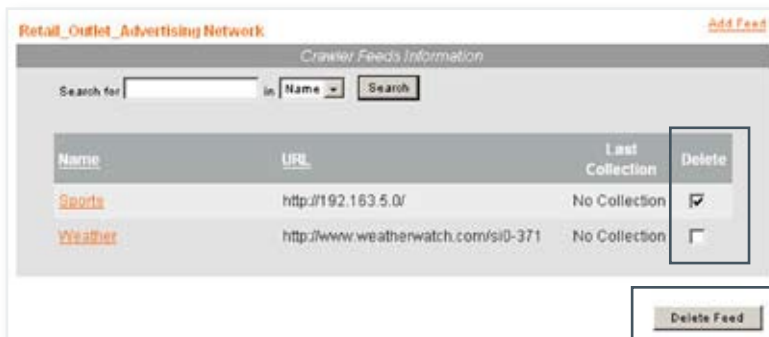 Retail_Outlet_Advertising Network Add Feed
Crawler Feeds Information
Search for in Name Search
Name URL Last Collection Delete
Sports http://192.163.5.0/ No Collection
Weather http://www.weatherwatch.com/si0-371 No Collection
Delete Feed